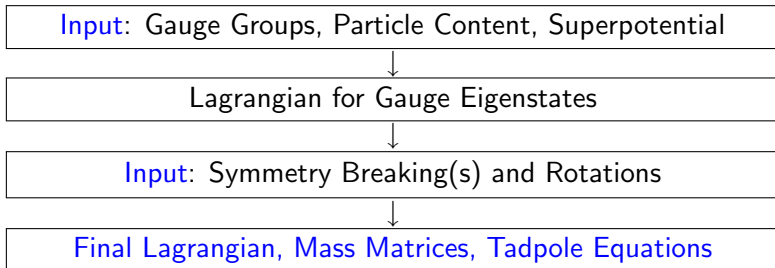 Input: Gauge Groups, Particle Content, Superpotential
Lagrangian for Gauge Eigenstates
Input: Symmetry Breaking(s) and Rotations
Final Lagrangian, Mass Matrices, Tadpole Equations